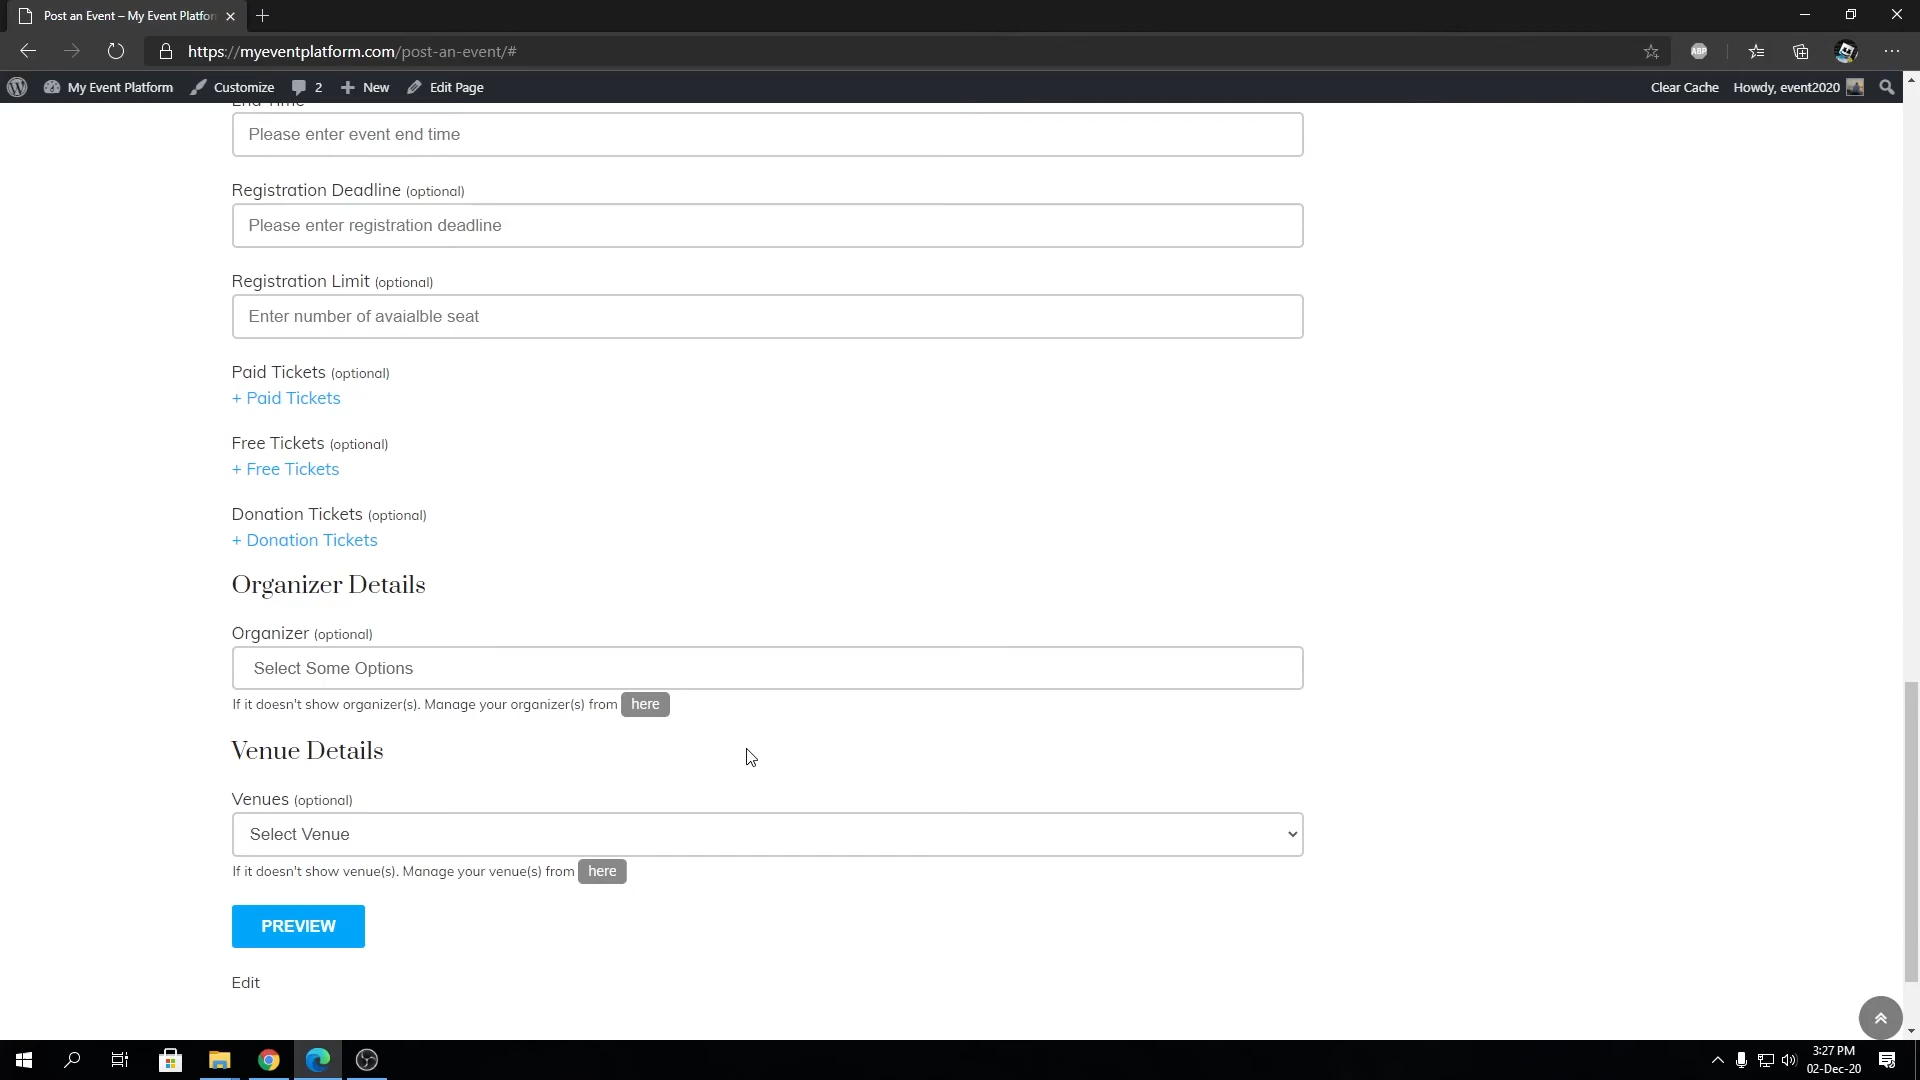 Post an Event – My Event Platfor
https://myeventplatform.com/post-an-event/#
ABP
My Event Platform Customize 2 New Edit Page Clear Cache Howdy, event2020
End Time
Please enter event end time
Registration Deadline (optional)
Please enter registration deadline
Registration Limit (optional)
Enter number of avaialble seat
Paid Tickets (optional)
+ Paid Tickets
Free Tickets (optional)
+ Free Tickets
Donation Tickets (optional)
+ Donation Tickets
Organizer Details
Organizer (optional)
Select Some Options
If it doesn't show organizer(s). Manage your organizer(s) from here
Venue Details
Venues (optional)
Select Venue
If it doesn't show venue(s). Manage your venue(s) from here
PREVIEW
Edit
3:27 PM
02-Dec-20